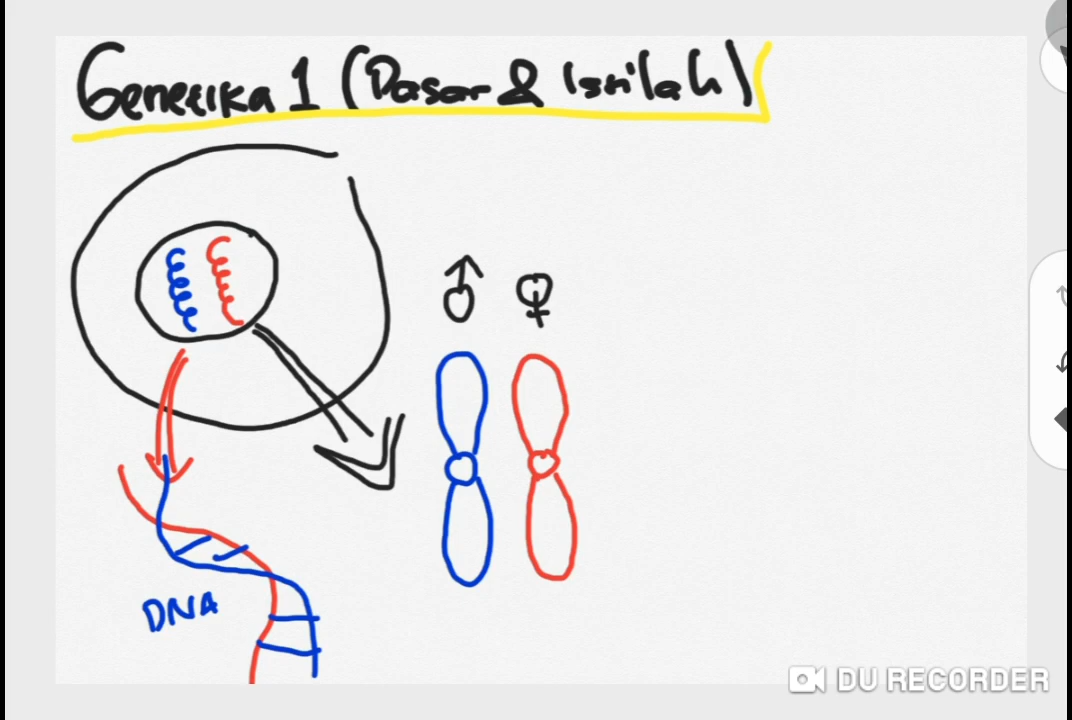 Genetika 1 (Dasar & Istilah)
♂ ♀
DNA
DU RECORDER